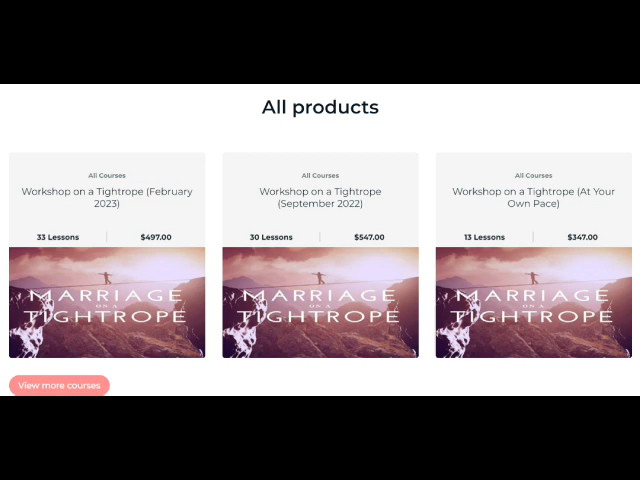 All products
All Courses
Workshop on a Tightrope (February
2023)
33 Lessons
$497.00
MARRIAGE
ON A
TIGHTROPE
All Courses
Workshop on a Tightrope
(September 2022)
30 Lessons
$547.00
MARRIAGE
ON A
TIGHTROPE
All Courses
Workshop on a Tightrope (At Your
Own Pace)
13 Lessons
$347.00
MARRIAGE
ON A
TIGHTROPE
View more courses